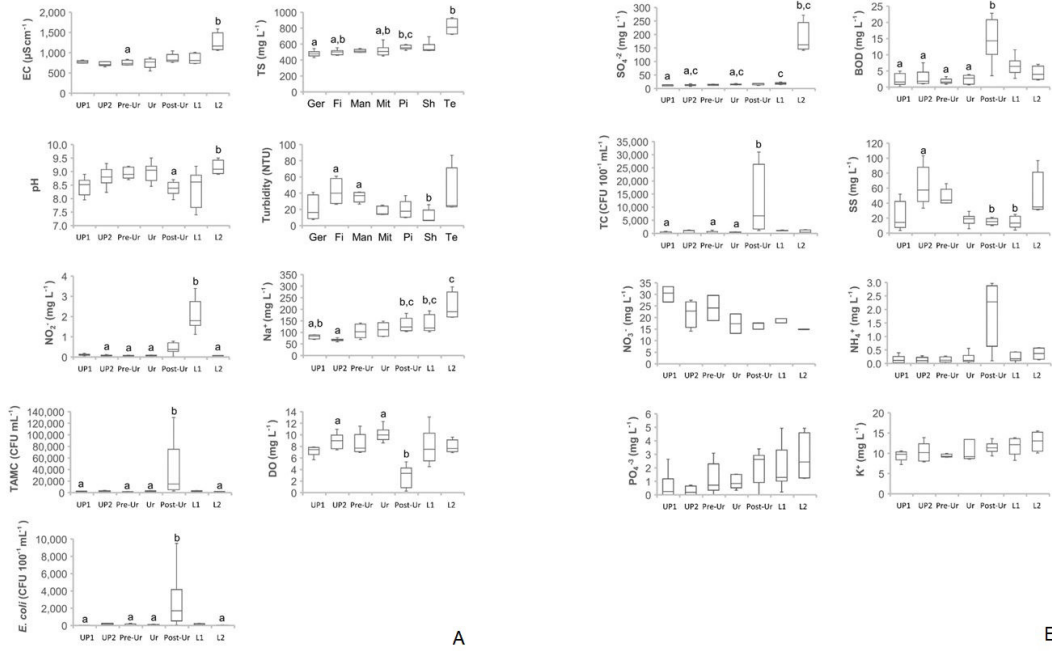 EC (µS cm⁻¹)
2,000
1,500
1,000
500
0
a
b
UP1 UP2 Pre-Ur Ur Post-Ur L1 L2
TS (mg L⁻¹)
1000
800
600
400
200
0
a a,b a,b b,c b
Ger Fi Man Mit Pi Sh Te
SO₄⁻² (mg L⁻¹)
300
250
200
150
100
50
0
a a,c a,c c b,c
UP1 UP2 Pre-Ur Ur Post-Ur L1 L2
BOD (mg L⁻¹)
25
20
15
10
5
0
a a a b
UP1 UP2 Pre-Ur Ur Post-Ur L1 L2
pH
10.0
9.5
9.0
8.5
8.0
7.5
7.0
a b
UP1 UP2 Pre-Ur Ur Post-Ur L1 L2
Turbidity (NTU)
100
80
60
40
20
0
a a b
Ger Fi Man Mit Pi Sh Te
TC (CFU 100⁻¹ mL⁻¹)
35,000
30,000
25,000
20,000
15,000
10,000
5,000
0
a a a b
UP1 UP2 Pre-Ur Ur Post-Ur L1 L2
SS (mg L⁻¹)
120
100
80
60
40
20
0
a b b
UP1 UP2 Pre-Ur Ur Post-Ur L1 L2
NO₂⁻ (mg L⁻¹)
4
3
2
1
0
a a a b a
UP1 UP2 Pre-Ur Ur Post-Ur L1 L2
Na⁺ (mg L⁻¹)
350
300
250
200
150
100
50
0
a,b a b,c b,c c
UP1 UP2 Pre-Ur Ur Post-Ur L1 L2
NO₃⁻ (mg L⁻¹)
35
30
25
20
15
10
5
0
UP1 UP2 Pre-Ur Ur Post-Ur L1 L2
NH₄⁺ (mg L⁻¹)
3.0
2.5
2.0
1.5
1.0
0.5
0.0
UP1 UP2 Pre-Ur Ur Post-Ur L1 L2
TAMC (CFU mL⁻¹)
140,000
120,000
100,000
80,000
60,000
40,000
20,000
0
a a a b a
UP1 UP2 Pre-Ur Ur Post-Ur L1 L2
DO (mg L⁻¹)
14
12
10
8
6
4
2
0
a a b
UP1 UP2 Pre-Ur Ur Post-Ur L1 L2
PO₄⁻³ (mg L⁻¹)
6
5
4
3
2
1
0
UP1 UP2 Pre-Ur Ur Post-Ur L1 L2
K⁺ (mg L⁻¹)
20
15
10
5
0
UP1 UP2 Pre-Ur Ur Post-Ur L1 L2
E. coli (CFU 100⁻¹ mL⁻¹)
10,000
8,000
6,000
4,000
2,000
0
a a a b a
UP1 UP2 Pre-Ur Ur Post-Ur L1 L2
A